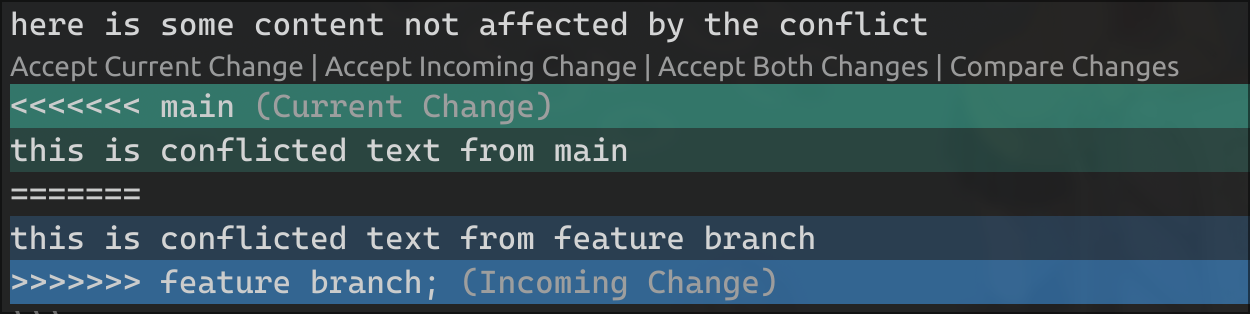 here is some content not affected by the conflict
Accept Current Change | Accept Incoming Change | Accept Both Changes | Compare Changes
<<<<<<< main (Current Change)
this is conflicted text from main
=======
this is conflicted text from feature branch
>>>>>>> feature branch; (Incoming Change)